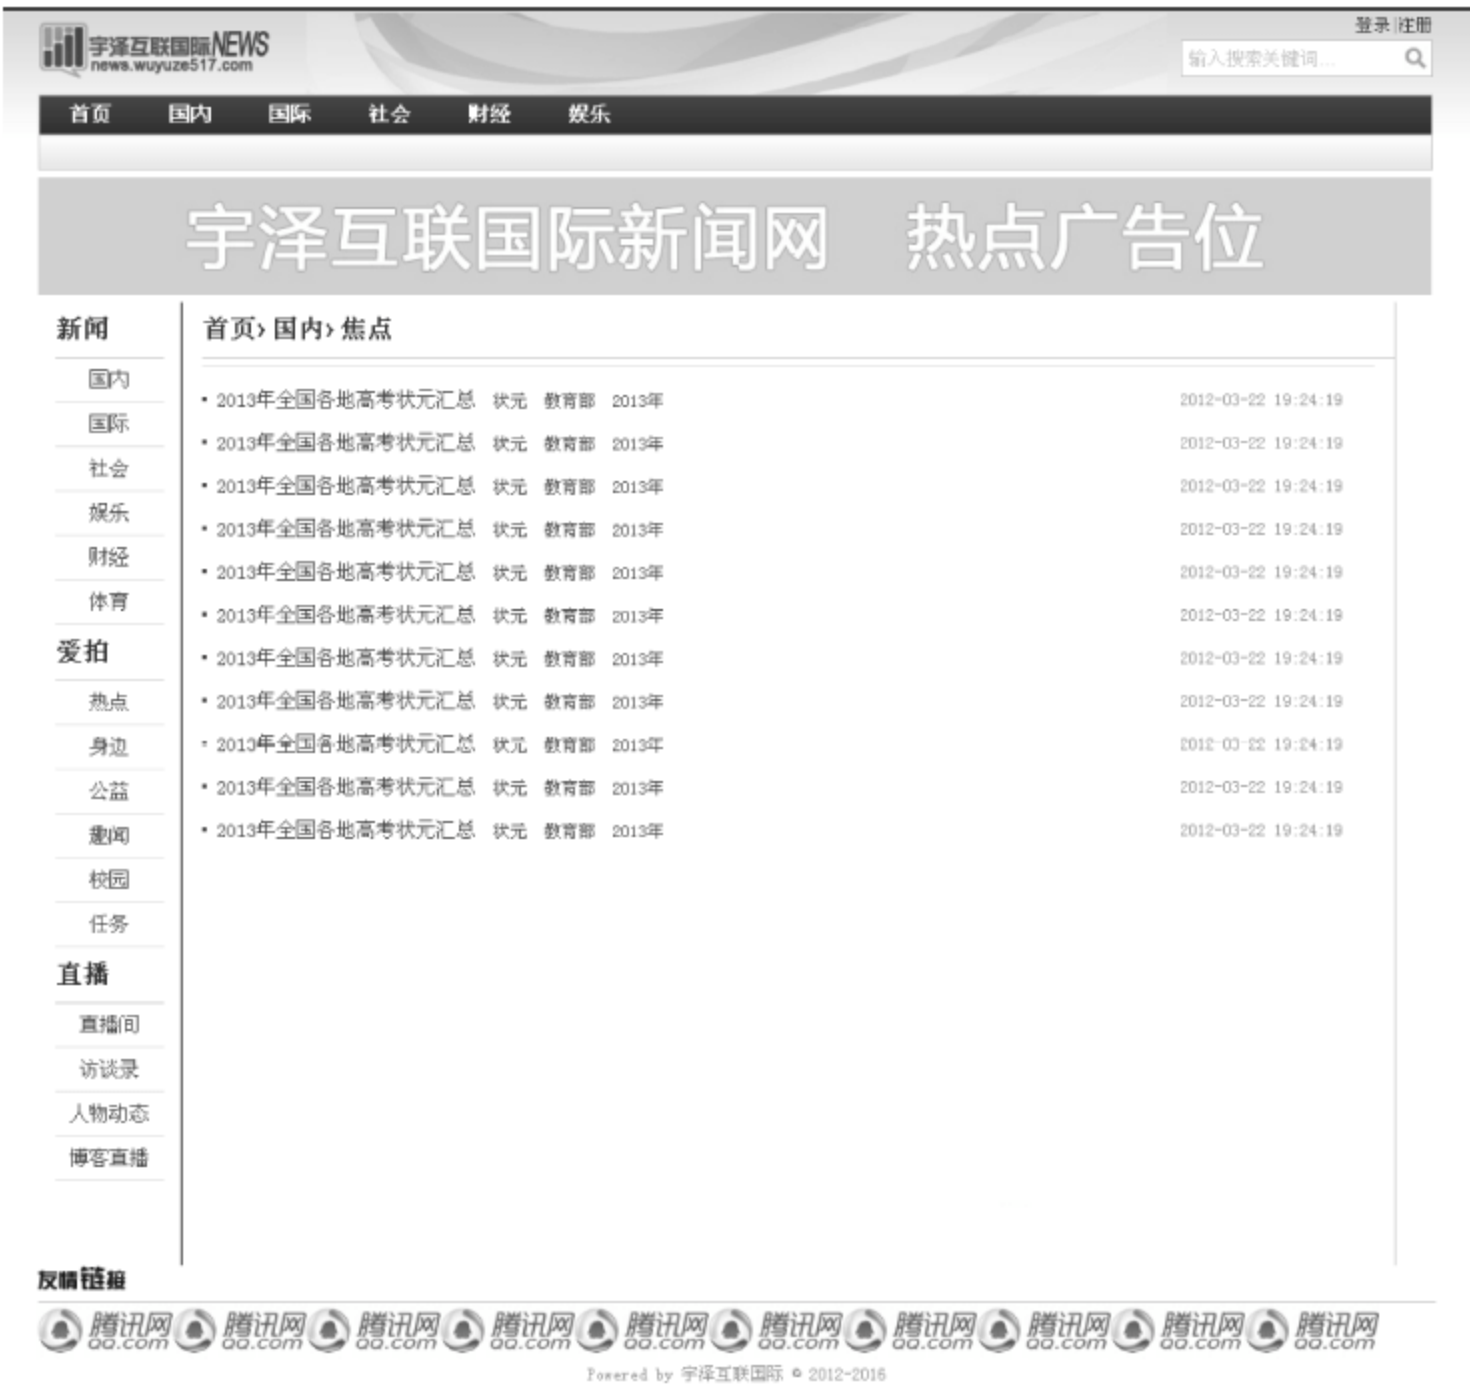 登录|注册
宇泽互联国际NEWS
news.wuyuze517.com
输入搜索关键词...
首页 国内 国际 社会 财经 娱乐
宇泽互联国际新闻网 热点广告位
新闻
国内
国际
社会
娱乐
财经
体育
爱拍
热点
身边
公益
趣闻
校园
任务
直播
直播间
访谈录
人物动态
博客直播
首页› 国内› 焦点
▪ 2013年全国各地高考状元汇总 状元 教育部 2013年 2012-03-22 19:24:19
▪ 2013年全国各地高考状元汇总 状元 教育部 2013年 2012-03-22 19:24:19
▪ 2013年全国各地高考状元汇总 状元 教育部 2013年 2012-03-22 19:24:19
▪ 2013年全国各地高考状元汇总 状元 教育部 2013年 2012-03-22 19:24:19
▪ 2013年全国各地高考状元汇总 状元 教育部 2013年 2012-03-22 19:24:19
▪ 2013年全国各地高考状元汇总 状元 教育部 2013年 2012-03-22 19:24:19
▪ 2013年全国各地高考状元汇总 状元 教育部 2013年 2012-03-22 19:24:19
▪ 2013年全国各地高考状元汇总 状元 教育部 2013年 2012-03-22 19:24:19
▪ 2013年全国各地高考状元汇总 状元 教育部 2013年 2012-03-22 19:24:19
▪ 2013年全国各地高考状元汇总 状元 教育部 2013年 2012-03-22 19:24:19
▪ 2013年全国各地高考状元汇总 状元 教育部 2013年 2012-03-22 19:24:19
友情链接
腾讯网 腾讯网 腾讯网 腾讯网 腾讯网 腾讯网 腾讯网 腾讯网 腾讯网 腾讯网
qq.com qq.com qq.com qq.com qq.com qq.com qq.com qq.com qq.com qq.com
Powered by 宇泽互联国际 © 2012-2016